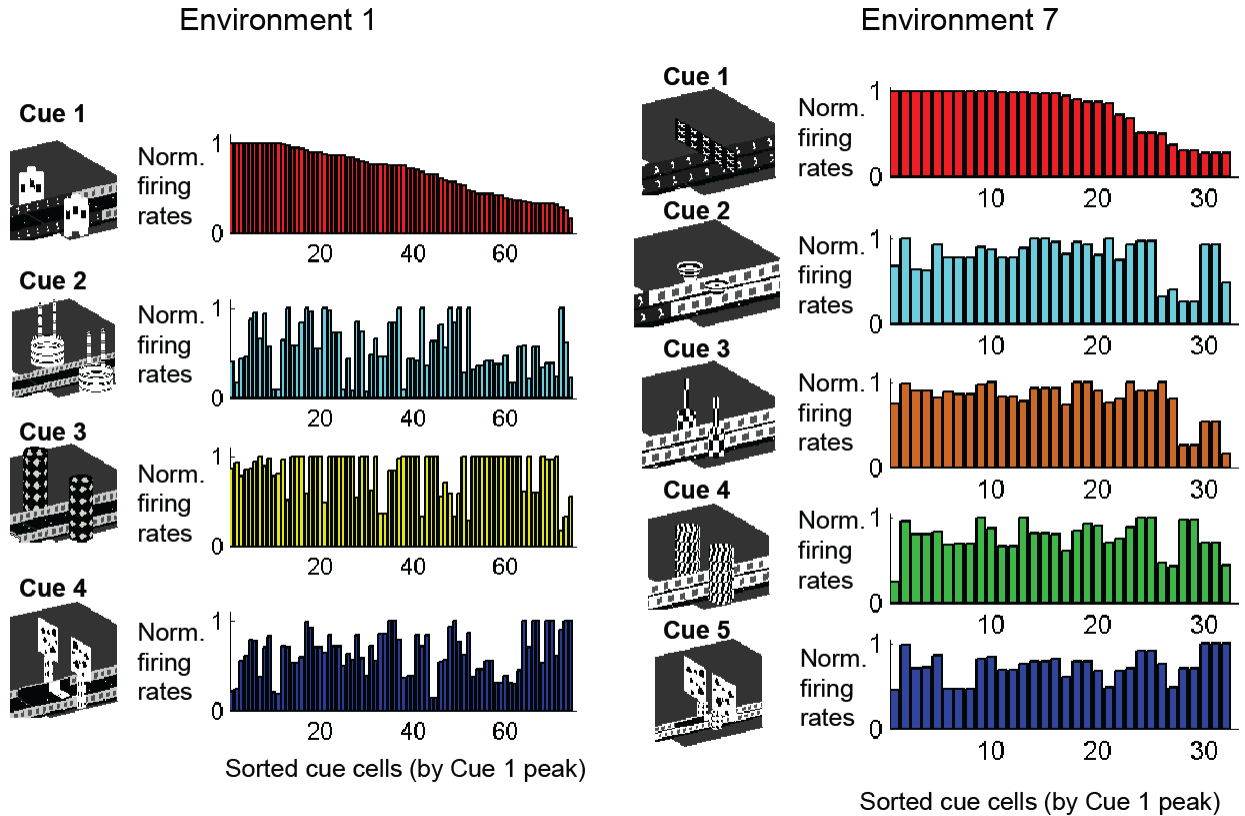 Environment 1
Cue 1
Norm.
firing
rates
1
0
20
40
60
Cue 2
Norm.
firing
rates
1
0
20
40
60
Cue 3
Norm.
firing
rates
1
0
20
40
60
Cue 4
Norm.
firing
rates
1
0
20
40
60
Sorted cue cells (by Cue 1 peak)
Environment 7
Cue 1
Norm.
firing
rates
1
0
10
20
30
Cue 2
Norm.
firing
rates
1
0
10
20
30
Cue 3
Norm.
firing
rates
1
0
10
20
30
Cue 4
Norm.
firing
rates
1
0
10
20
30
Cue 5
Norm.
firing
rates
1
0
10
20
30
Sorted cue cells (by Cue 1 peak)